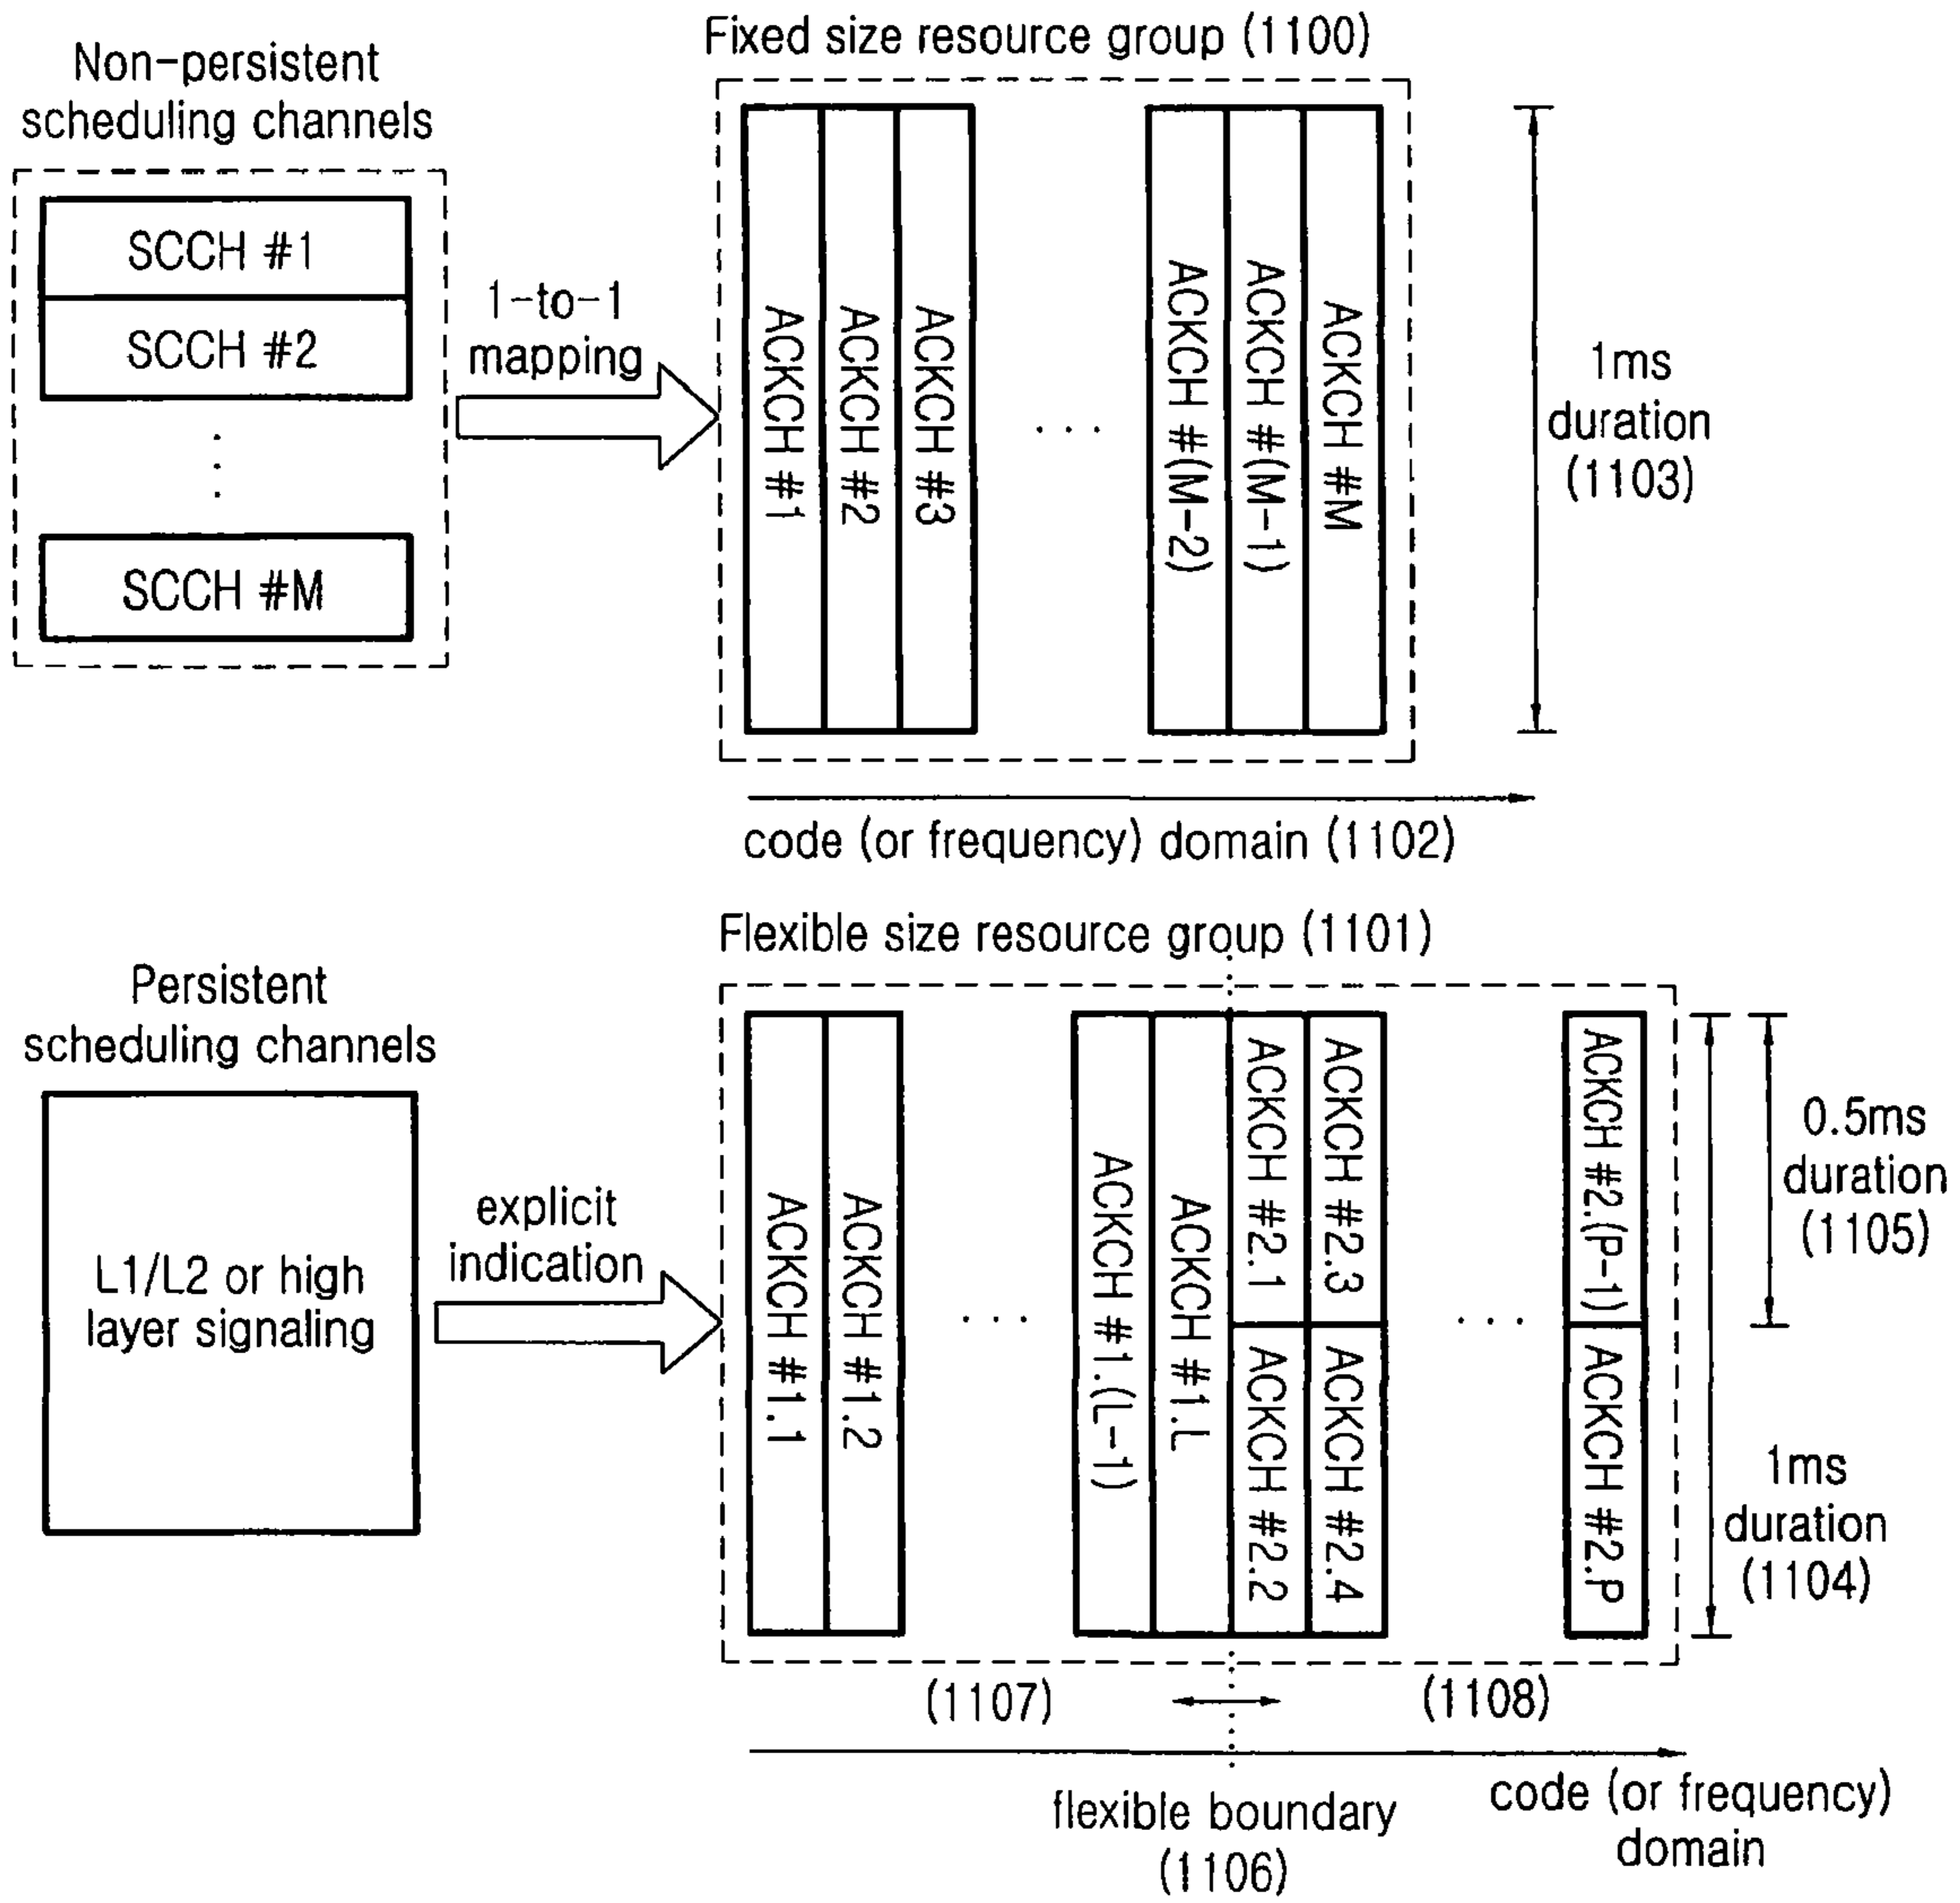 Fixed size resource group (1100)
Non-persistent
scheduling channels
SCCH #1
SCCH #2
SCCH #M
1-to-1
mapping
ACKCH #1
ACKCH #2
ACKCH #3
...
ACKCH #(M-2)
ACKCH #(M-1)
ACKCH #M
1ms
duration
(1103)
code (or frequency) domain (1102)
Flexible size resource group (1101)
Persistent
scheduling channels
L1/L2 or high
layer signaling
explicit
indication
ACKCH #1.1
ACKCH #1.2
...
ACKCH #1.(L-1)
ACKCH #1.L
ACKCH #2.1
ACKCH #2.2
ACKCH #2.3
ACKCH #2.4
...
ACKCH #2.(P-1)
ACKCH #2.P
0.5ms
duration
(1105)
1ms
duration
(1104)
(1107)
(1108)
flexible boundary
(1106)
code (or frequency)
domain